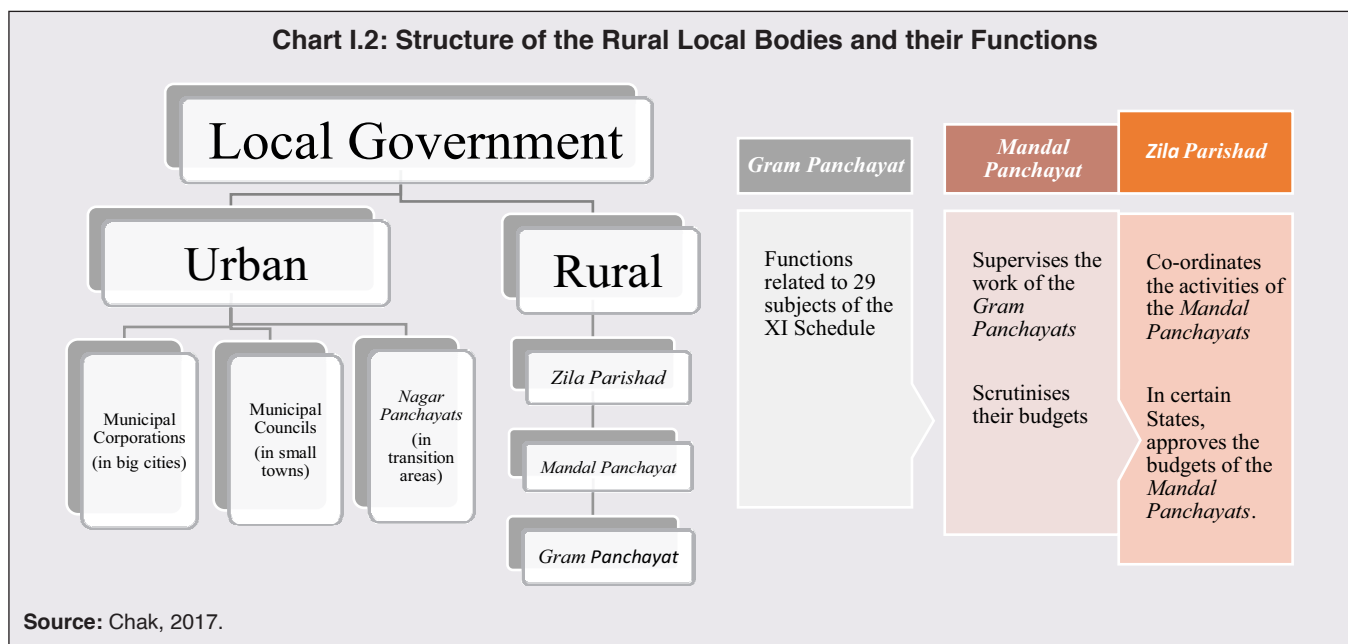 Chart I.2: Structure of the Rural Local Bodies and their Functions
Local Government
Urban
Rural
Municipal
Corporations
(in big cities)
Municipal
Councils
(in small
towns)
Nagar
Panchayats
(in
transition
areas)
Zila Parishad
Mandal Panchayat
Gram Panchayat
Gram Panchayat
Functions
related to 29
subjects of the
XI Schedule
Mandal
Panchayat
Supervises the
work of the
Gram
Panchayats
Scrutinises
their budgets
Zila Parishad
Co-ordinates
the activities of
the Mandal
Panchayats
In certain
States,
approves the
budgets of the
Mandal
Panchayats.
Source: Chak, 2017.